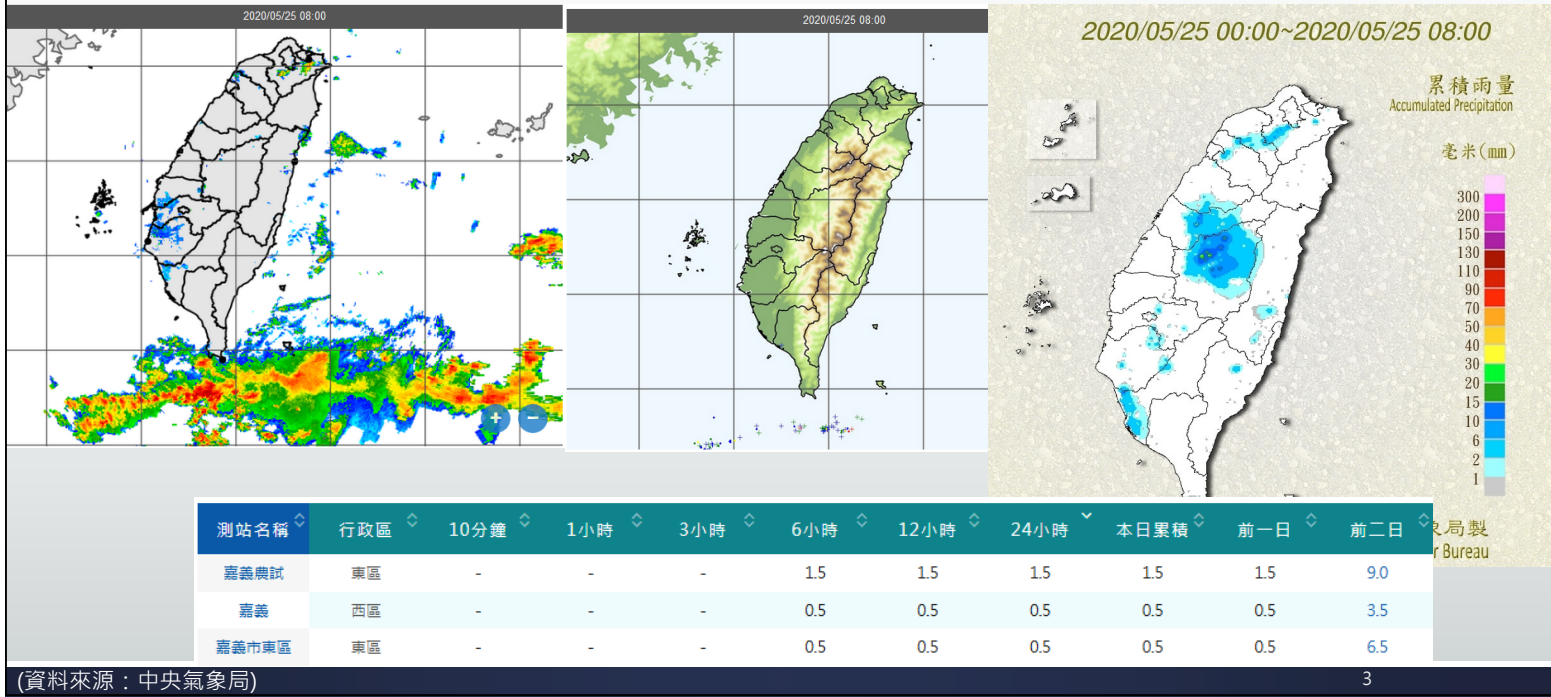 2020/05/25 08:00
2020/05/25 08:00
2020/05/25 00:00~2020/05/25 08:00
累積雨量
Accumulated Precipitation
毫米(mm)
300
200
150
130
110
90
70
50
40
30
20
15
10
6
2
1
+ −
象局製
r Bureau
測站名稱 行政區 10分鐘 1小時 3小時 6小時 12小時 24小時 本日累積 前一日 前二日
嘉義農試 東區 - - - 1.5 1.5 1.5 1.5 1.5 9.0
嘉義 西區 - - - 0.5 0.5 0.5 0.5 0.5 3.5
嘉義市東區 東區 - - - 0.5 0.5 0.5 0.5 0.5 6.5
(資料來源：中央氣象局)
3